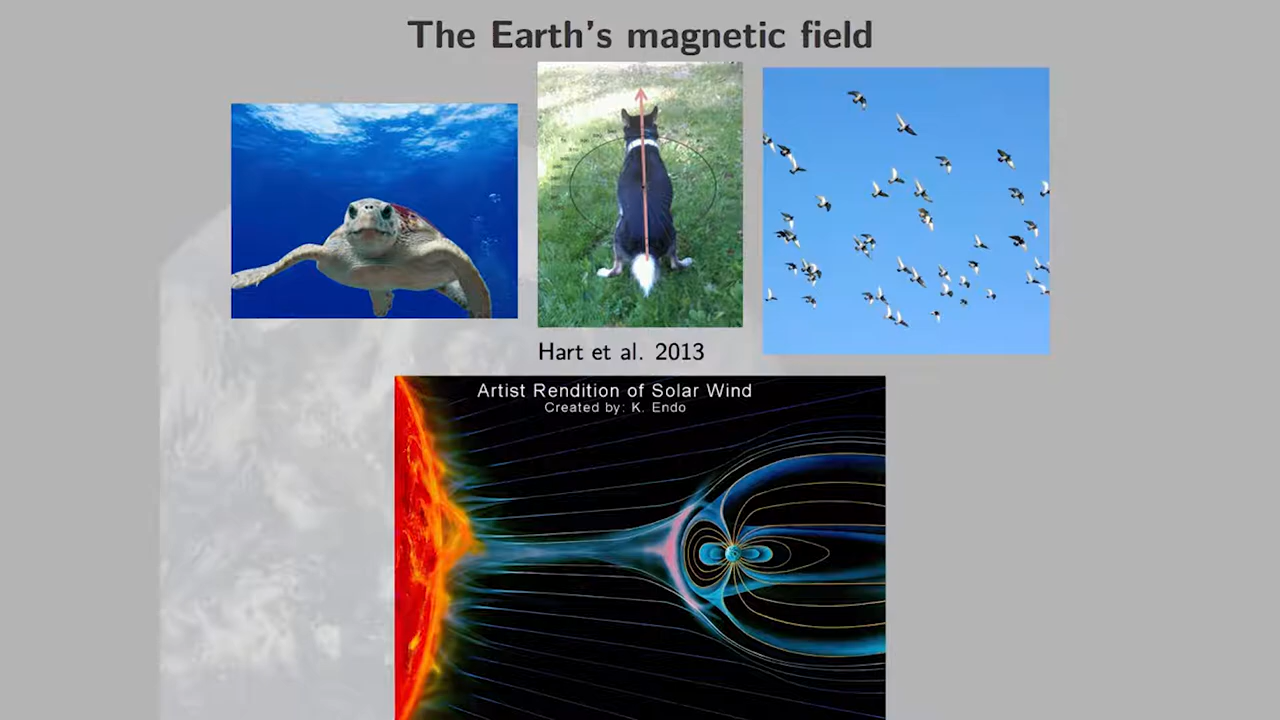 The Earth's magnetic field
Hart et al. 2013
Artist Rendition of Solar Wind
Created by: K. Endo